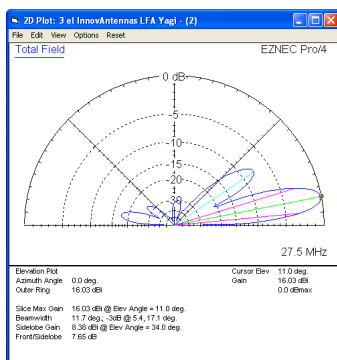 2D Plot: 3 el InnovAntennas LFA Yagi - (2)
File Edit View Options Reset
Total Field
EZNEC Pro/4
0 dB
-5
-10
-15
-20
-30
27.5 MHz
Elevation Plot
Azimuth Angle 0.0 deg.
Outer Ring 16.03 dBi
Cursor Elev 11.0 deg.
Gain 16.03 dBi
0.0 dBmax
Slice Max Gain 16.03 dBi @ Elev Angle = 11.0 deg.
Beamwidth 11.7 deg.; -3dB @ 5.4, 17.1 deg.
Sidelobe Gain 8.38 dBi @ Elev Angle = 34.0 deg.
Front/Sidelobe 7.65 dB